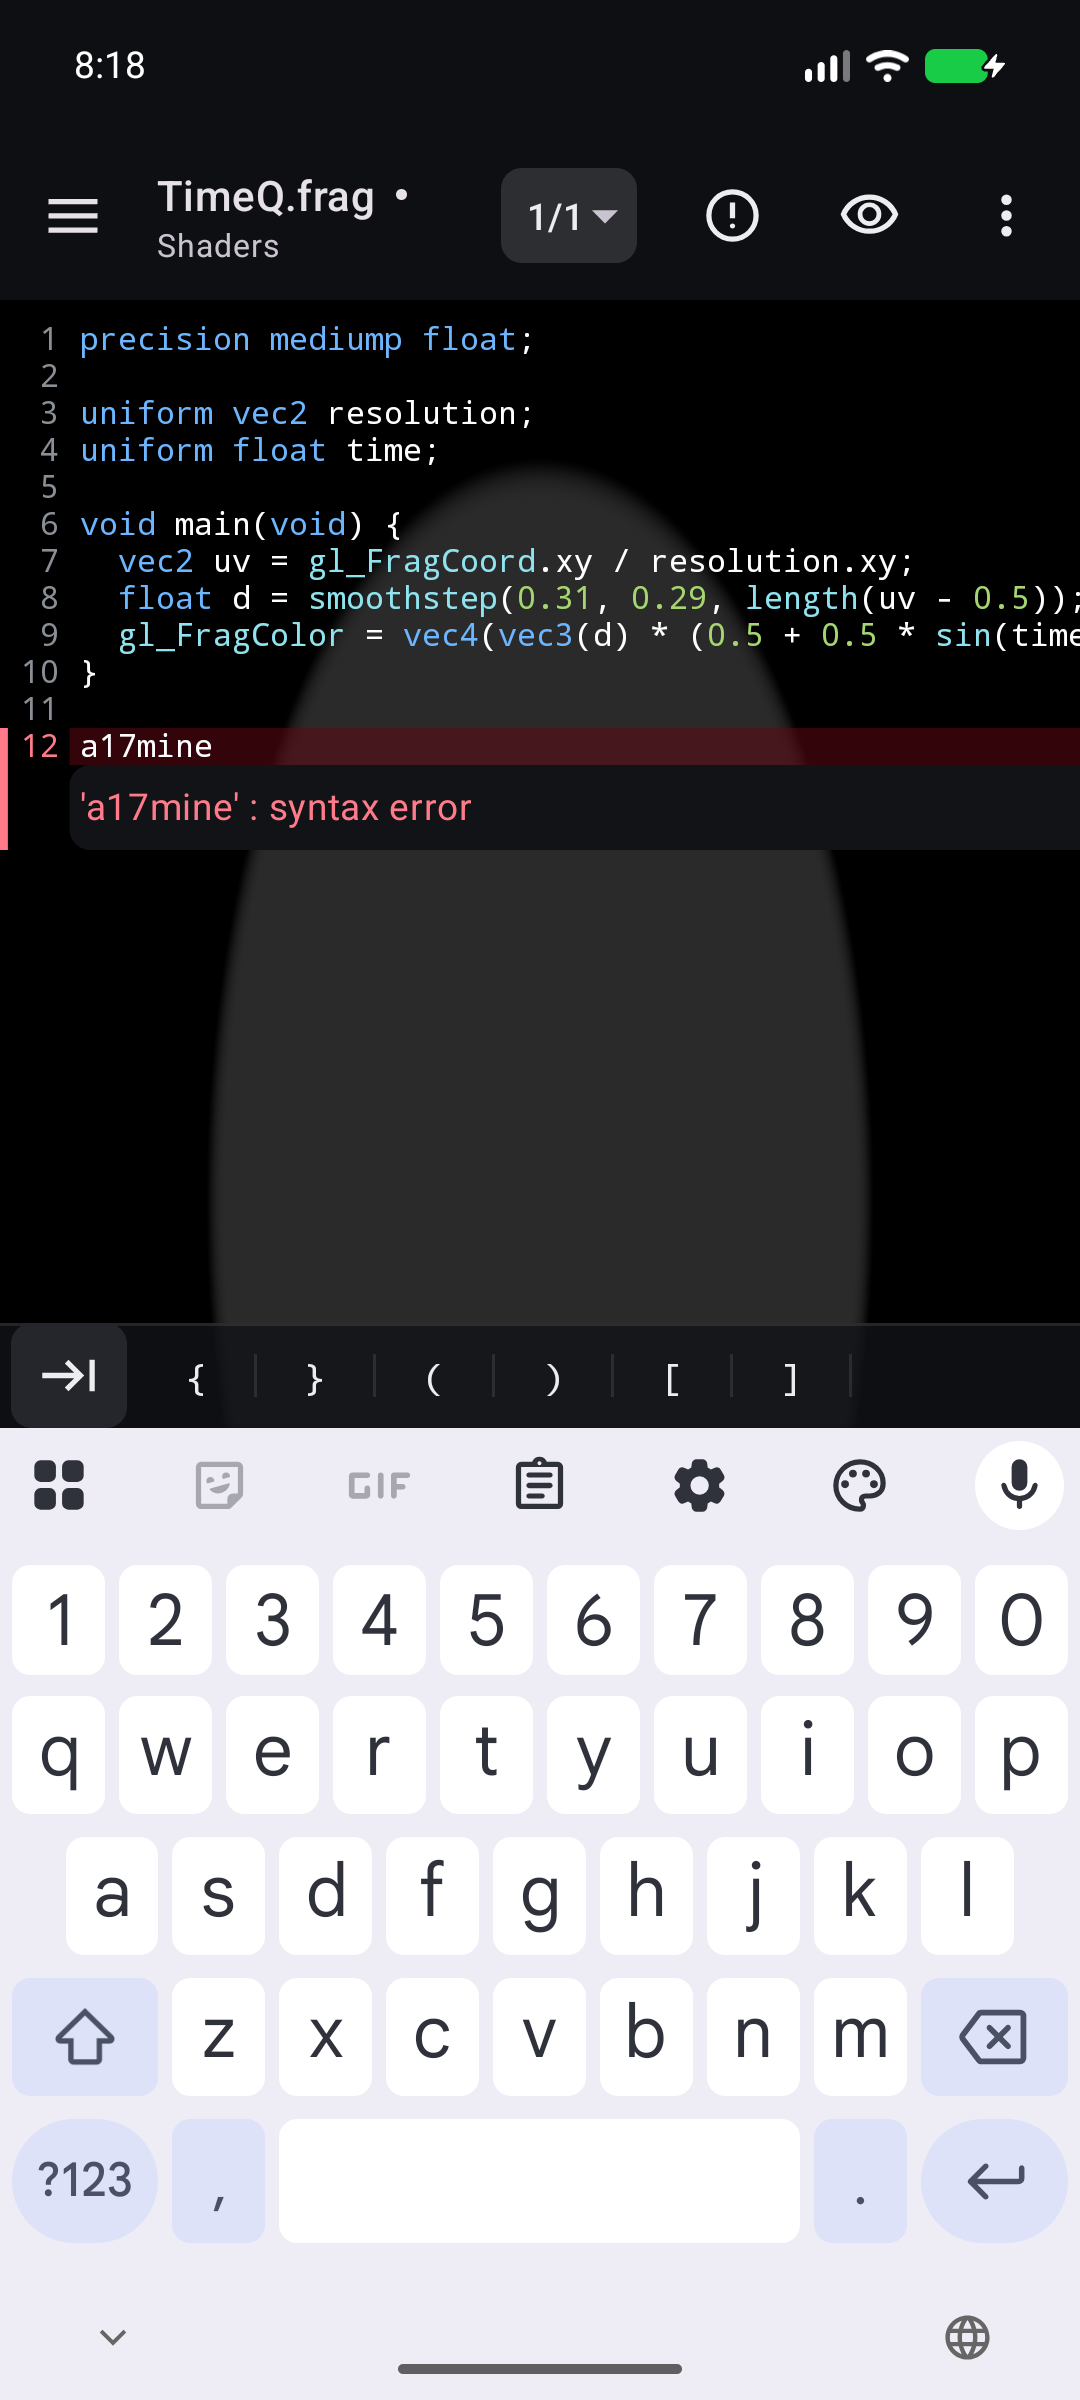 8:18
TimeQ.frag •
Shaders
1/1
1 precision mediump float;
2
3 uniform vec2 resolution;
4 uniform float time;
5
6 void main(void) {
7 vec2 uv = gl_FragCoord.xy / resolution.xy;
8 float d = smoothstep(0.31, 0.29, length(uv - 0.5));
9 gl_FragColor = vec4(vec3(d) * (0.5 + 0.5 * sin(time
10 }
11
12 a17mine
'a17mine' : syntax error
{ } ( ) [ ]
GIF
1 2 3 4 5 6 7 8 9 0
q w e r t y u i o p
a s d f g h j k l
z x c v b n m
?123 , .